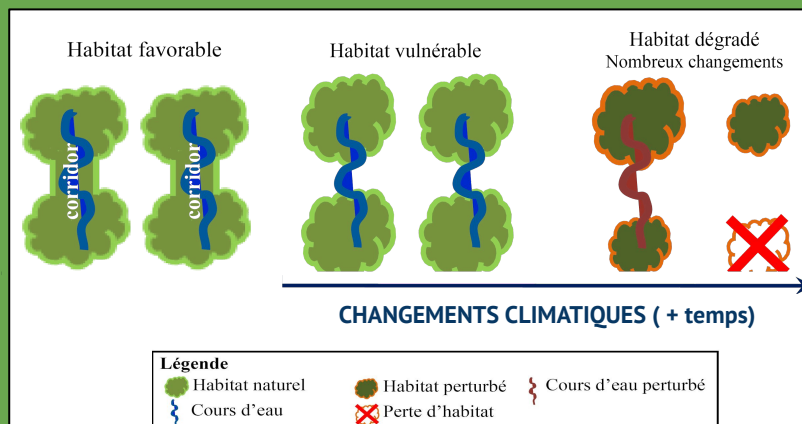 Habitat favorable
Habitat vulnérable
Habitat dégradé
Nombreux changements
corridor
corridor
CHANGEMENTS CLIMATIQUES ( + temps)
Légende
Habitat naturel
Habitat perturbé
Cours d'eau perturbé
Cours d'eau
Perte d'habitat